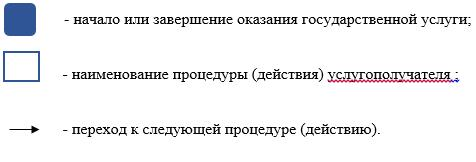 - начало или завершение оказания государственной услуги;
- наименование процедуры (действия) услугополучателя ;
- переход к следующей процедуре (действию).